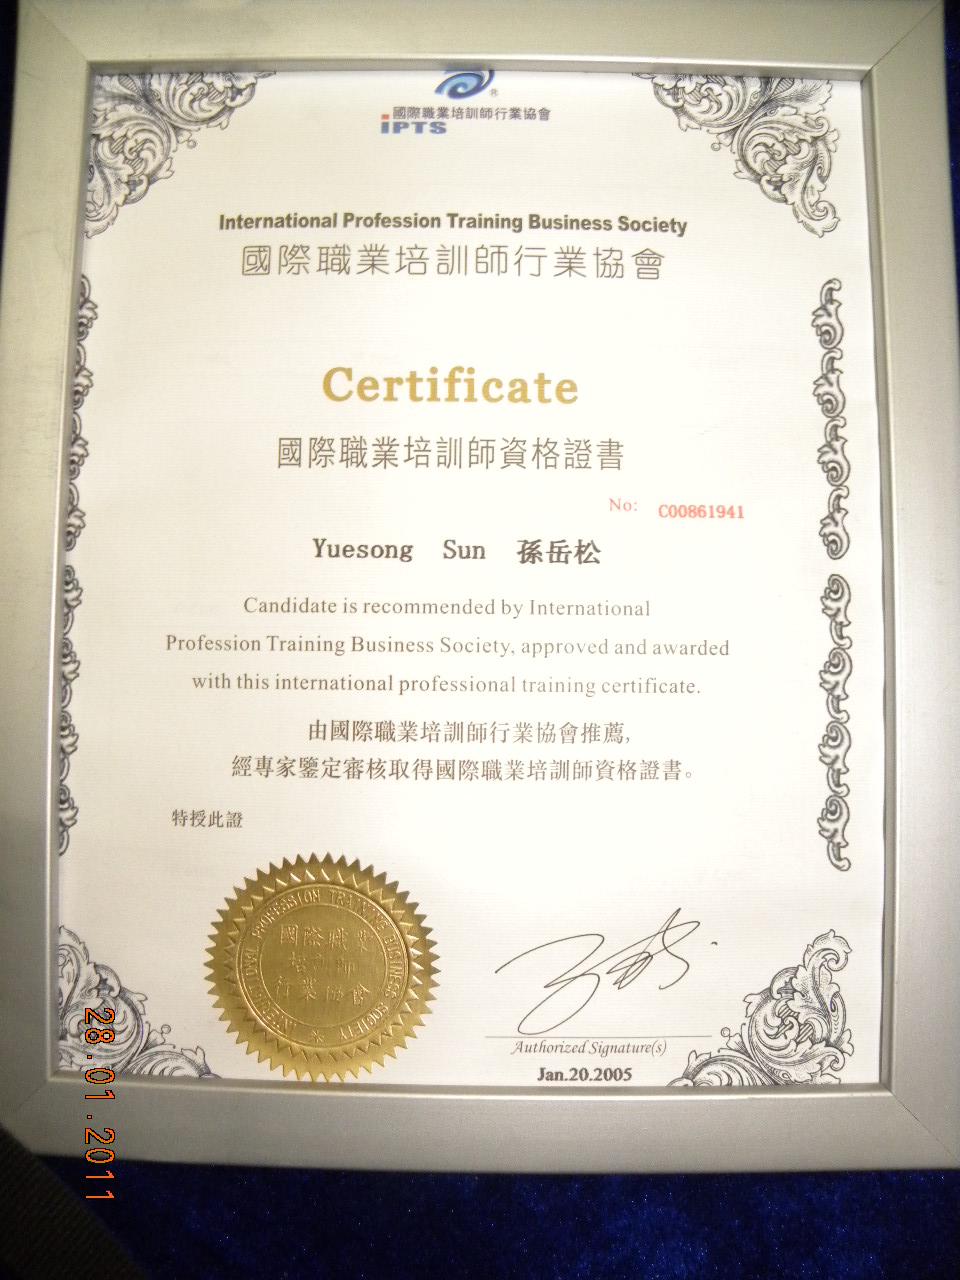 國際職業培訓師行業協會
iPTS
International Profession Training Business Society
國際職業培訓師行業協會
Certificate
國際職業培訓師資格證書
No: C00861941
Yuesong Sun 孫岳松
Candidate is recommended by International
Profession Training Business Society, approved and awarded
with this international professional training certificate.
由國際職業培訓師行業協會推薦,
經專家鑒定審核取得國際職業培訓師資格證書。
特授此證
INTERNATIONAL PROFESSION TRAINING BUSINESS SOCIETY
國際職業
培訓師
行業協會
Authorized Signature(s)
Jan.20.2005
28.01.2011